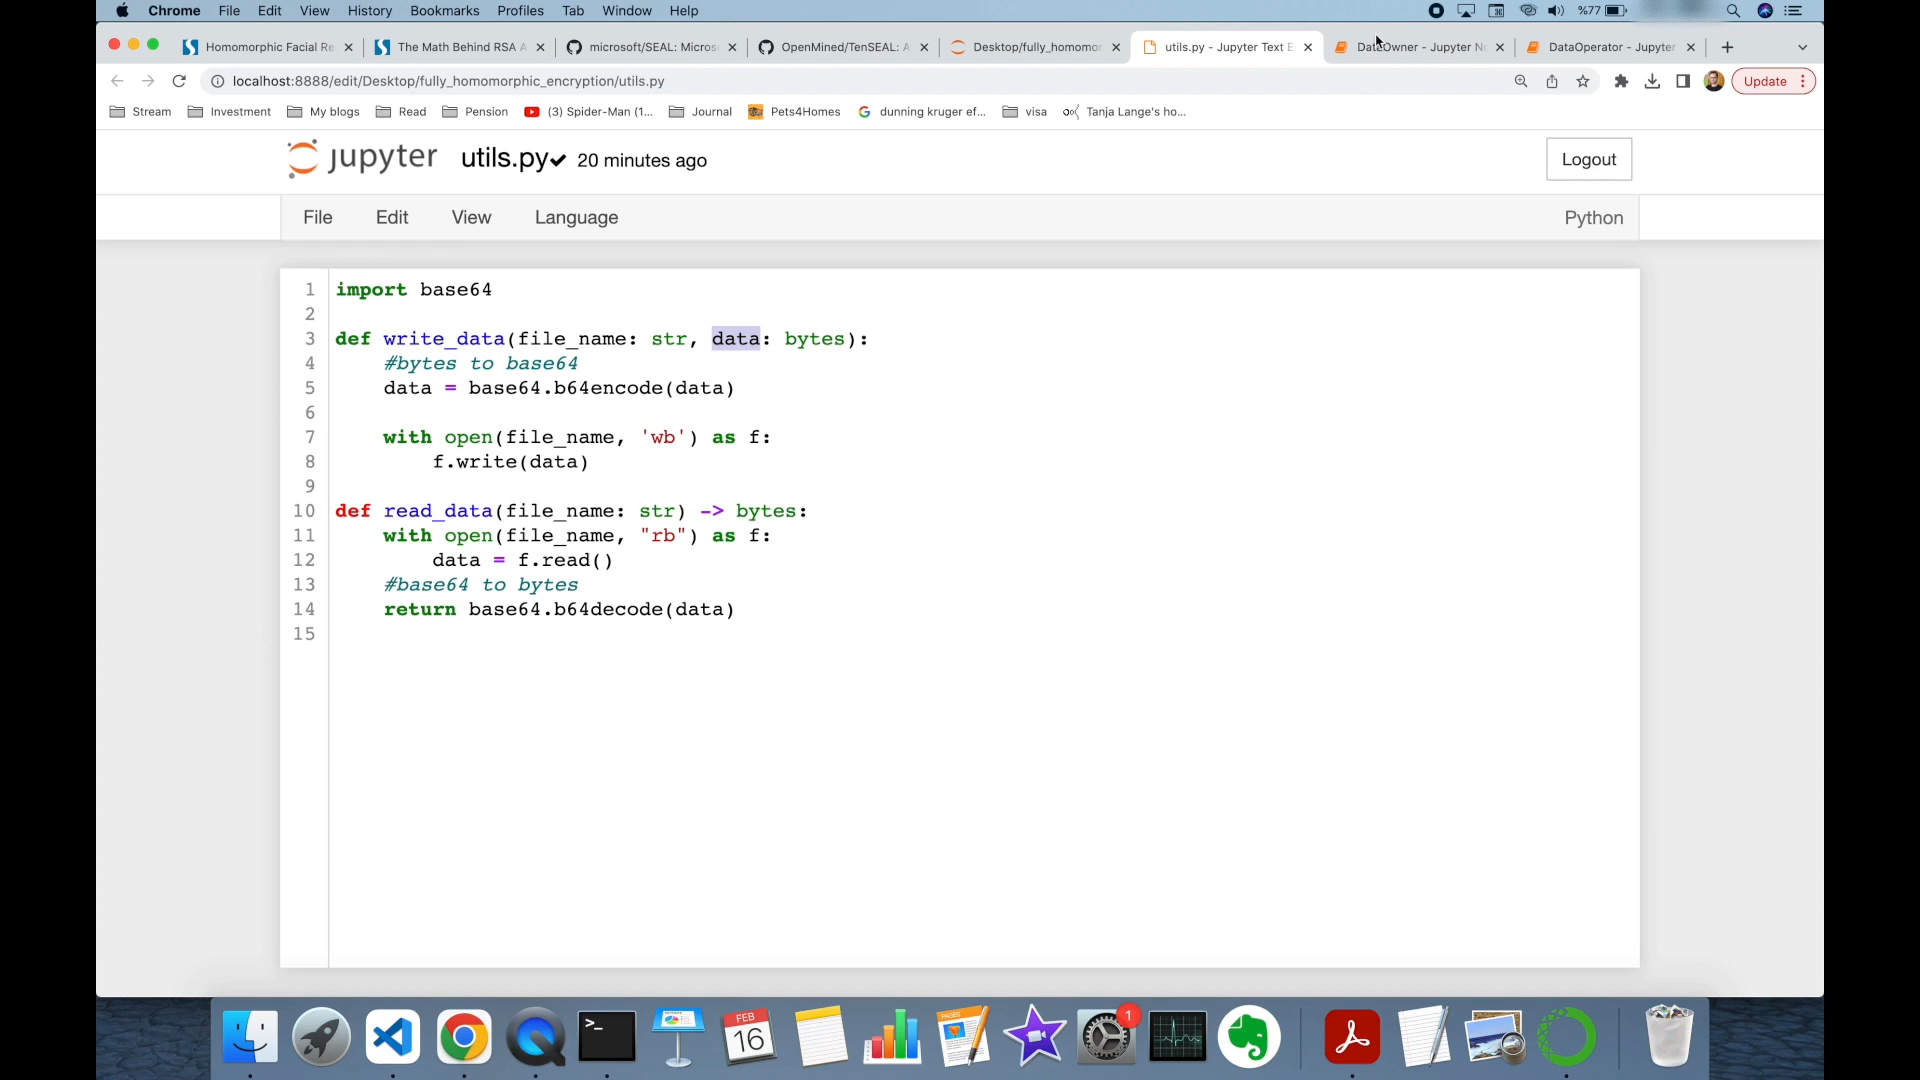 Chrome File Edit View History Bookmarks Profiles Tab Window Help %77
Homomorphic Facial Re The Math Behind RSA A microsoft/SEAL: Micros OpenMined/TenSEAL: A Desktop/fully_homomor utils.py - Jupyter Text E DataOwner - Jupyter N DataOperator - Jupyter
localhost:8888/edit/Desktop/fully_homomorphic_encryption/utils.py Update
Stream Investment My blogs Read Pension (3) Spider-Man (1... Journal Pets4Homes dunning kruger ef... visa Tanja Lange's ho...
jupyter utils.py 20 minutes ago Logout
File Edit View Language Python
1 import base64
2
3 def write_data(file_name: str, data: bytes):
4 #bytes to base64
5 data = base64.b64encode(data)
6
7 with open(file_name, 'wb') as f:
8 f.write(data)
9
10 def read_data(file_name: str) -> bytes:
11 with open(file_name, "rb") as f:
12 data = f.read()
13 #base64 to bytes
14 return base64.b64decode(data)
15
>_ FEB 16 PAGES 1